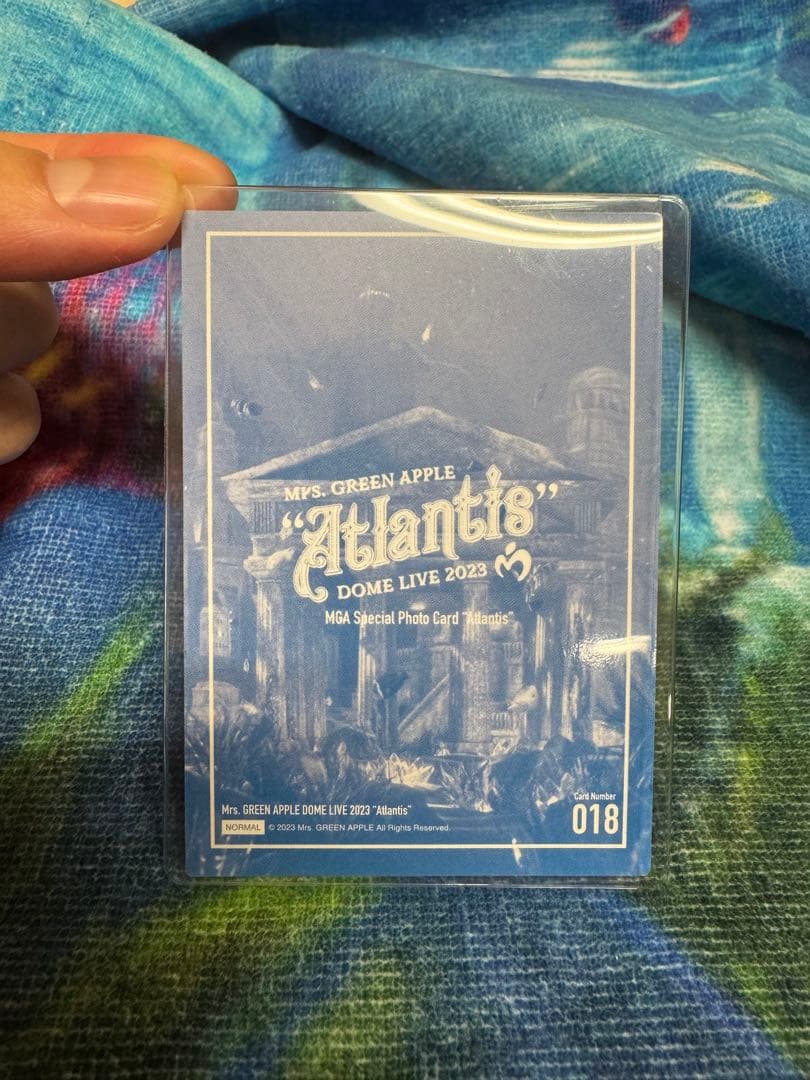 Mrs. GREEN APPLE
"Atlantis"
DOME LIVE 2023
MGA Special Photo Card "Atlantis"
Mrs. GREEN APPLE DOME LIVE 2023 "Atlantis"
NORMAL © 2023 Mrs. GREEN APPLE All Rights Reserved.
Card Number
018